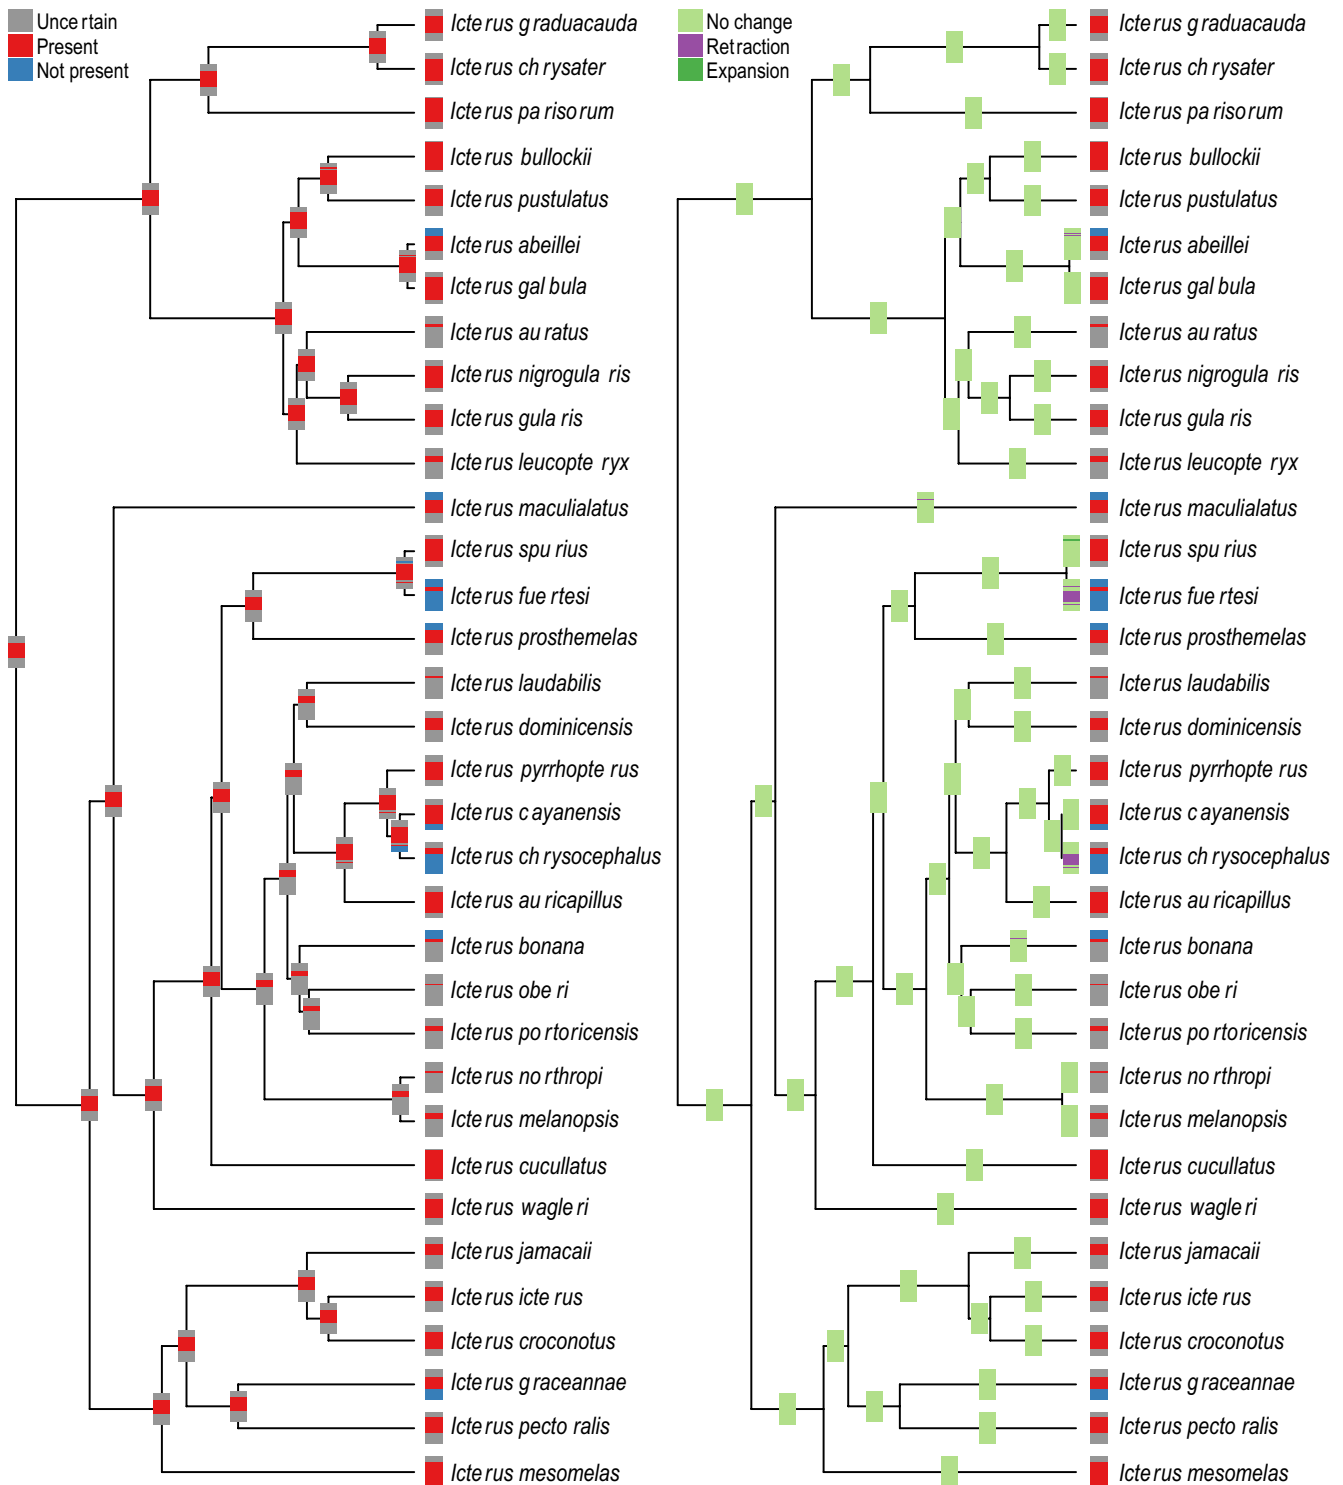 Uncertain
Present
Not present
Icterus graduacauda
Icterus chrysater
Icterus parisorum
Icterus bullockii
Icterus pustulatus
Icterus abeillei
Icterus galbula
Icterus auratus
Icterus nigrogularis
Icterus gularis
Icterus leucopteryx
Icterus maculialatus
Icterus spurius
Icterus fuertesi
Icterus prosthemelas
Icterus laudabilis
Icterus dominicensis
Icterus pyrrhopterus
Icterus cayanensis
Icterus chrysocephalus
Icterus auricapillus
Icterus bonana
Icterus oberi
Icterus portoricensis
Icterus northropi
Icterus melanopsis
Icterus cucullatus
Icterus wagleri
Icterus jamacaii
Icterus icterus
Icterus croconotus
Icterus graceannae
Icterus pectoralis
Icterus mesomelas
No change
Retraction
Expansion
Icterus graduacauda
Icterus chrysater
Icterus parisorum
Icterus bullockii
Icterus pustulatus
Icterus abeillei
Icterus galbula
Icterus auratus
Icterus nigrogularis
Icterus gularis
Icterus leucopteryx
Icterus maculialatus
Icterus spurius
Icterus fuertesi
Icterus prosthemelas
Icterus laudabilis
Icterus dominicensis
Icterus pyrrhopterus
Icterus cayanensis
Icterus chrysocephalus
Icterus auricapillus
Icterus bonana
Icterus oberi
Icterus portoricensis
Icterus northropi
Icterus melanopsis
Icterus cucullatus
Icterus wagleri
Icterus jamacaii
Icterus icterus
Icterus croconotus
Icterus graceannae
Icterus pectoralis
Icterus mesomelas